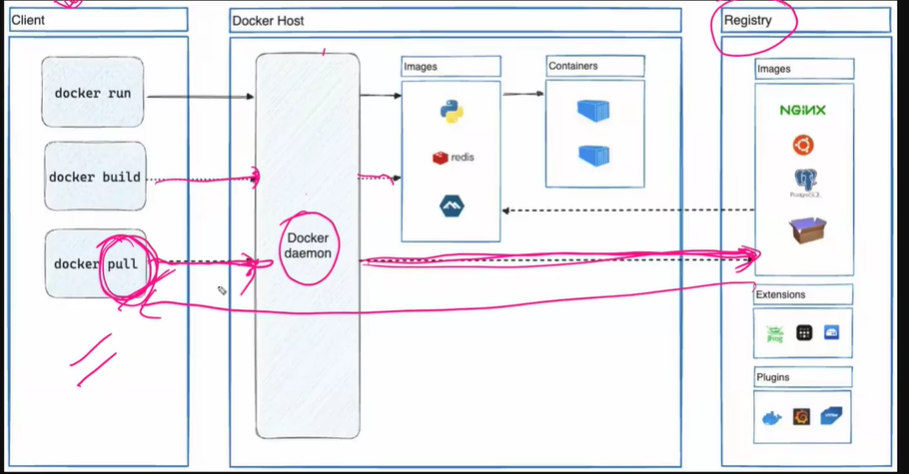 Client
Docker Host
Registry
docker run
docker build
docker pull
Docker
daemon
Images
redis
Containers
Images
NGINX
PostgreSQL
Extensions
JFrog
Plugins